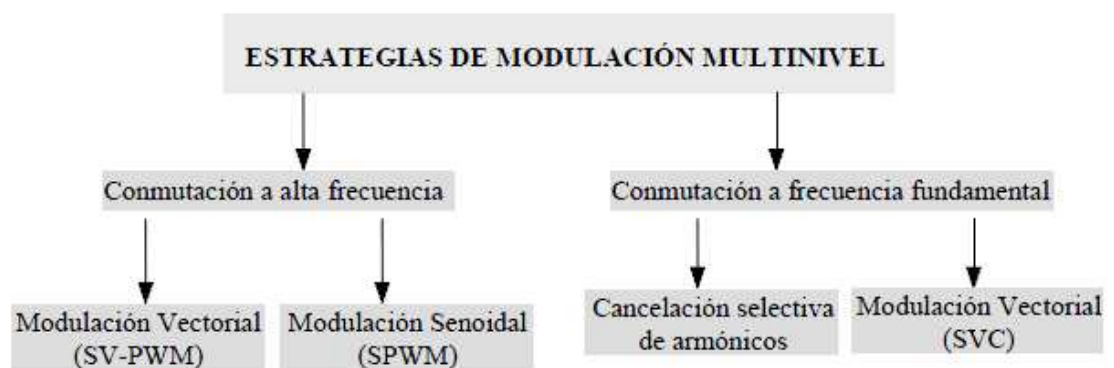 ESTRATEGIAS DE MODULACIÓN MULTINIVEL
Conmutación a alta frecuencia
Conmutación a frecuencia fundamental
Modulación Vectorial
(SV-PWM)
Modulación Senoidal
(SPWM)
Cancelación selectiva
de armónicos
Modulación Vectorial
(SVC)